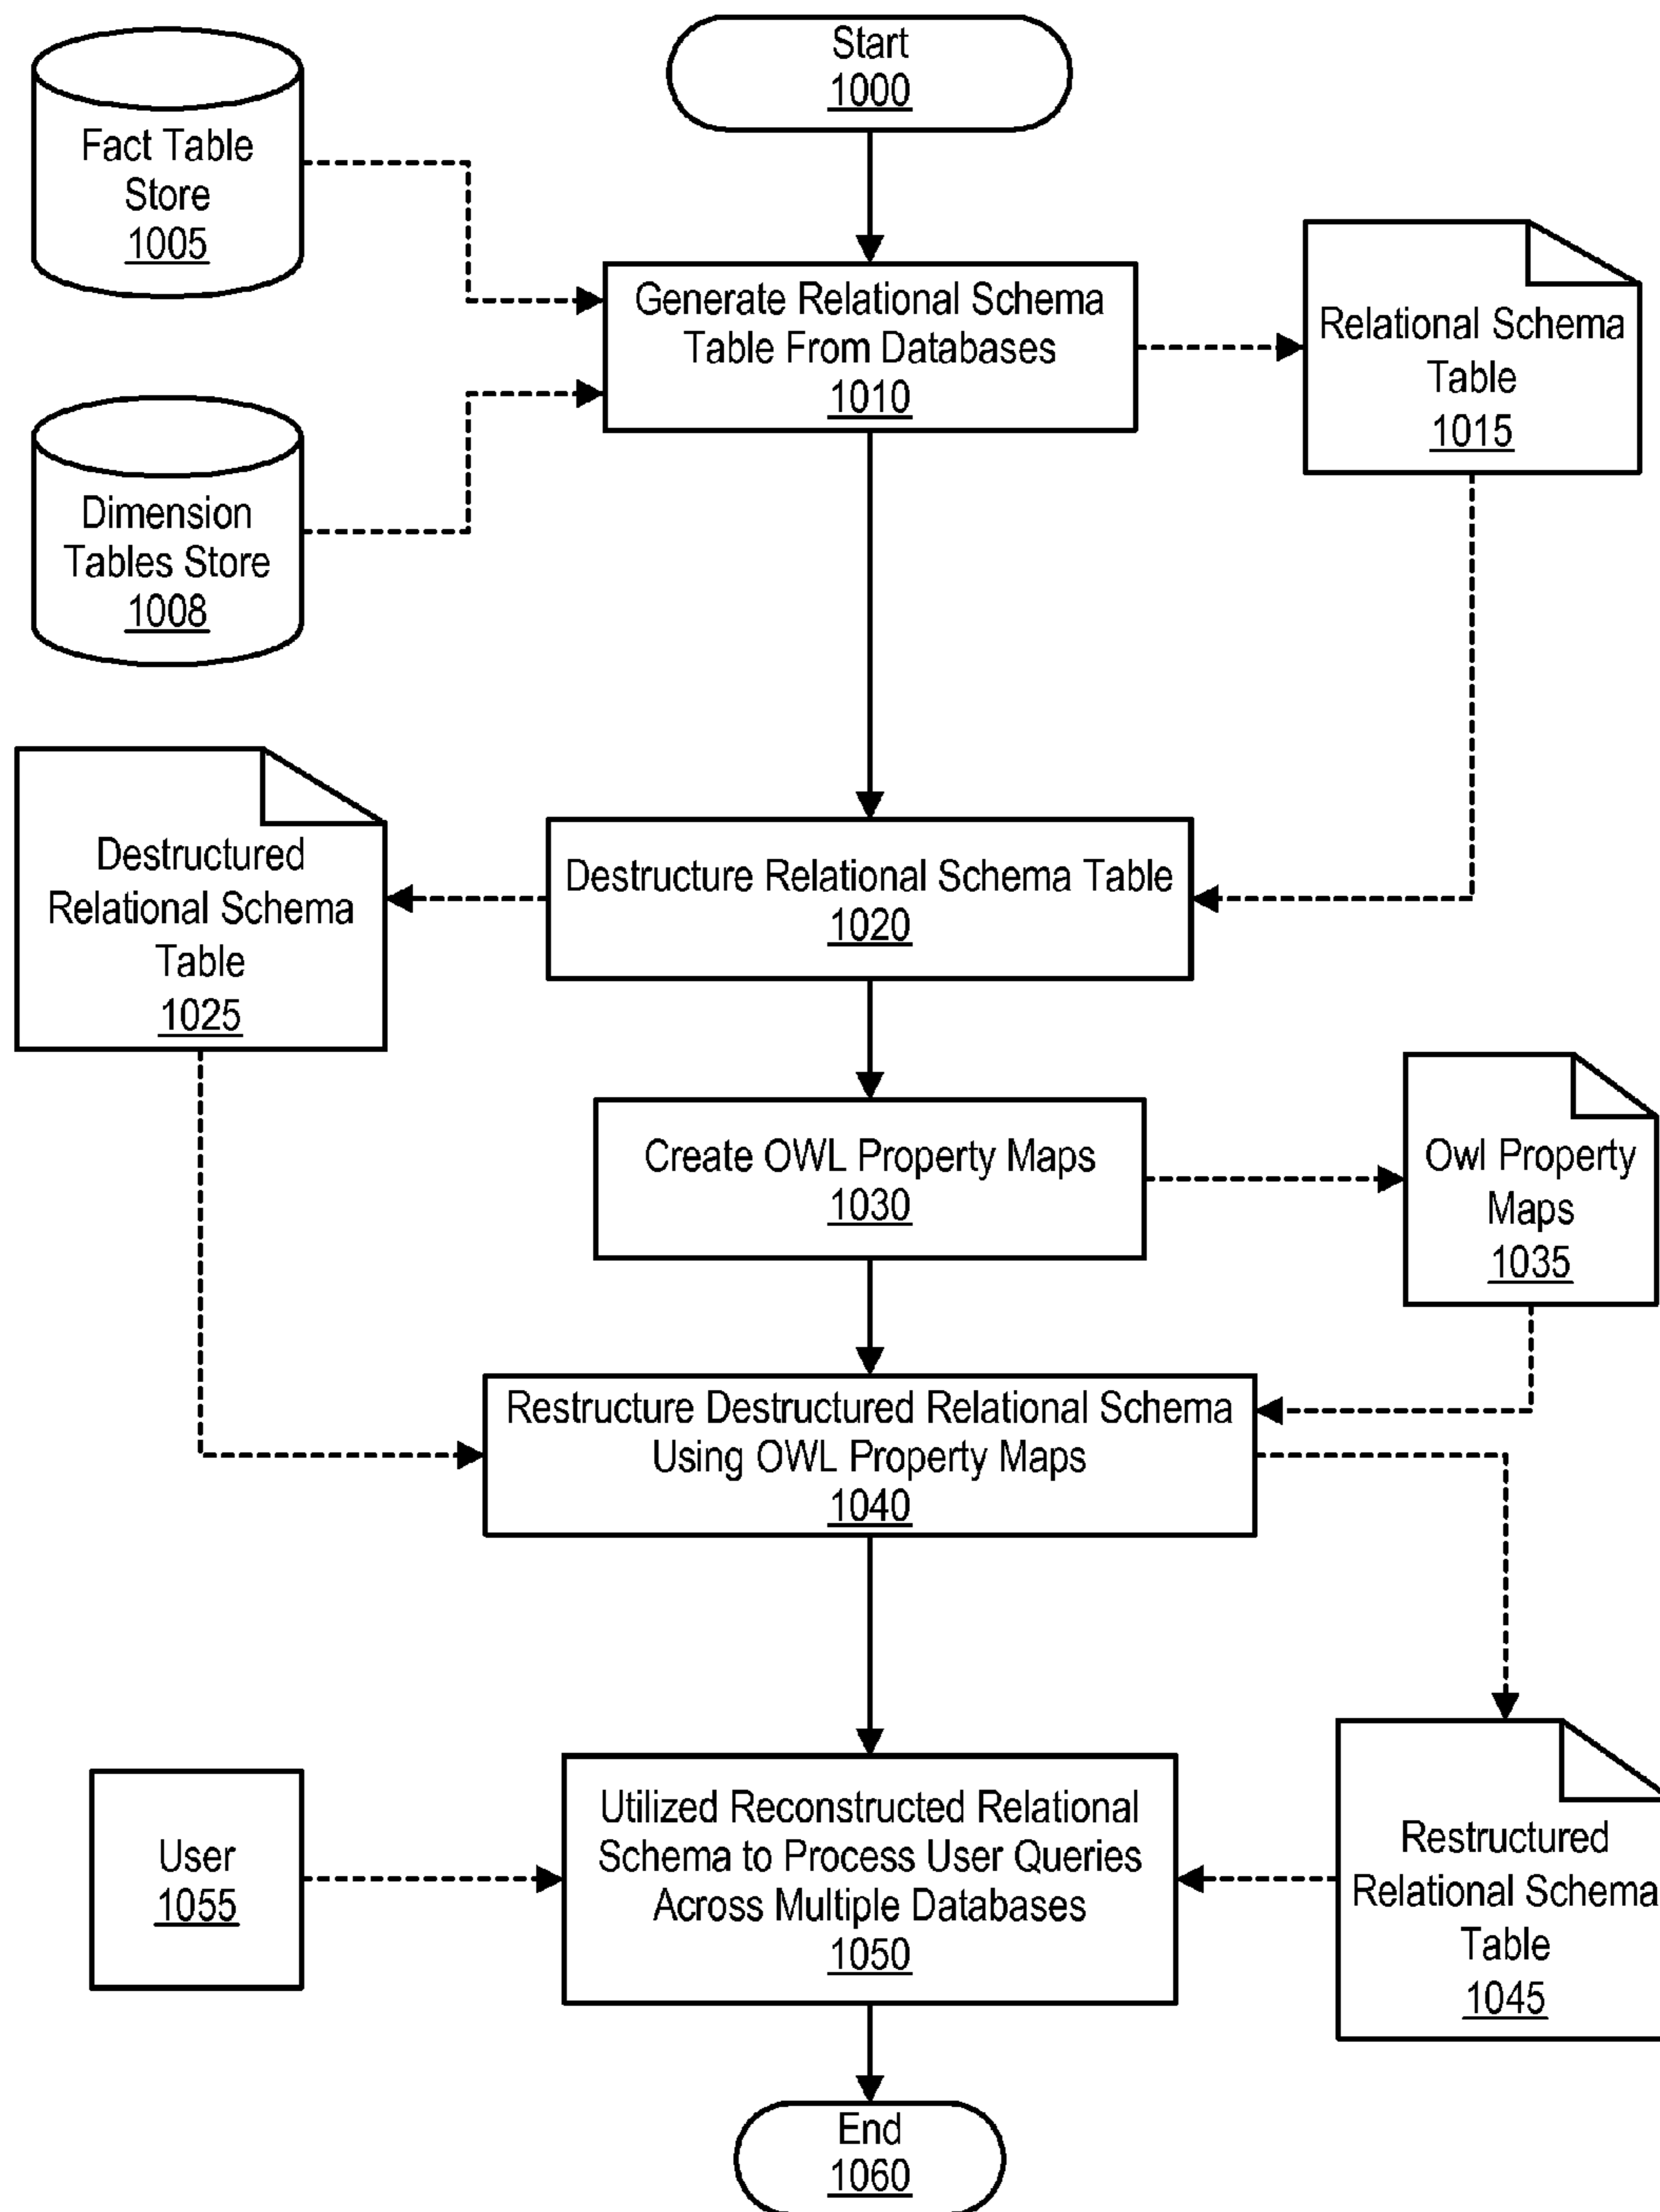 Start
1000
Fact Table
Store
1005
Generate Relational Schema
Table From Databases
1010
Relational Schema
Table
1015
Dimension
Tables Store
1008
Destructured
Relational Schema
Table
1025
Destructure Relational Schema Table
1020
Create OWL Property Maps
1030
Owl Property
Maps
1035
Restructure Destructured Relational Schema
Using OWL Property Maps
1040
User
1055
Utilized Reconstructed Relational
Schema to Process User Queries
Across Multiple Databases
1050
Restructured
Relational Schema
Table
1045
End
1060